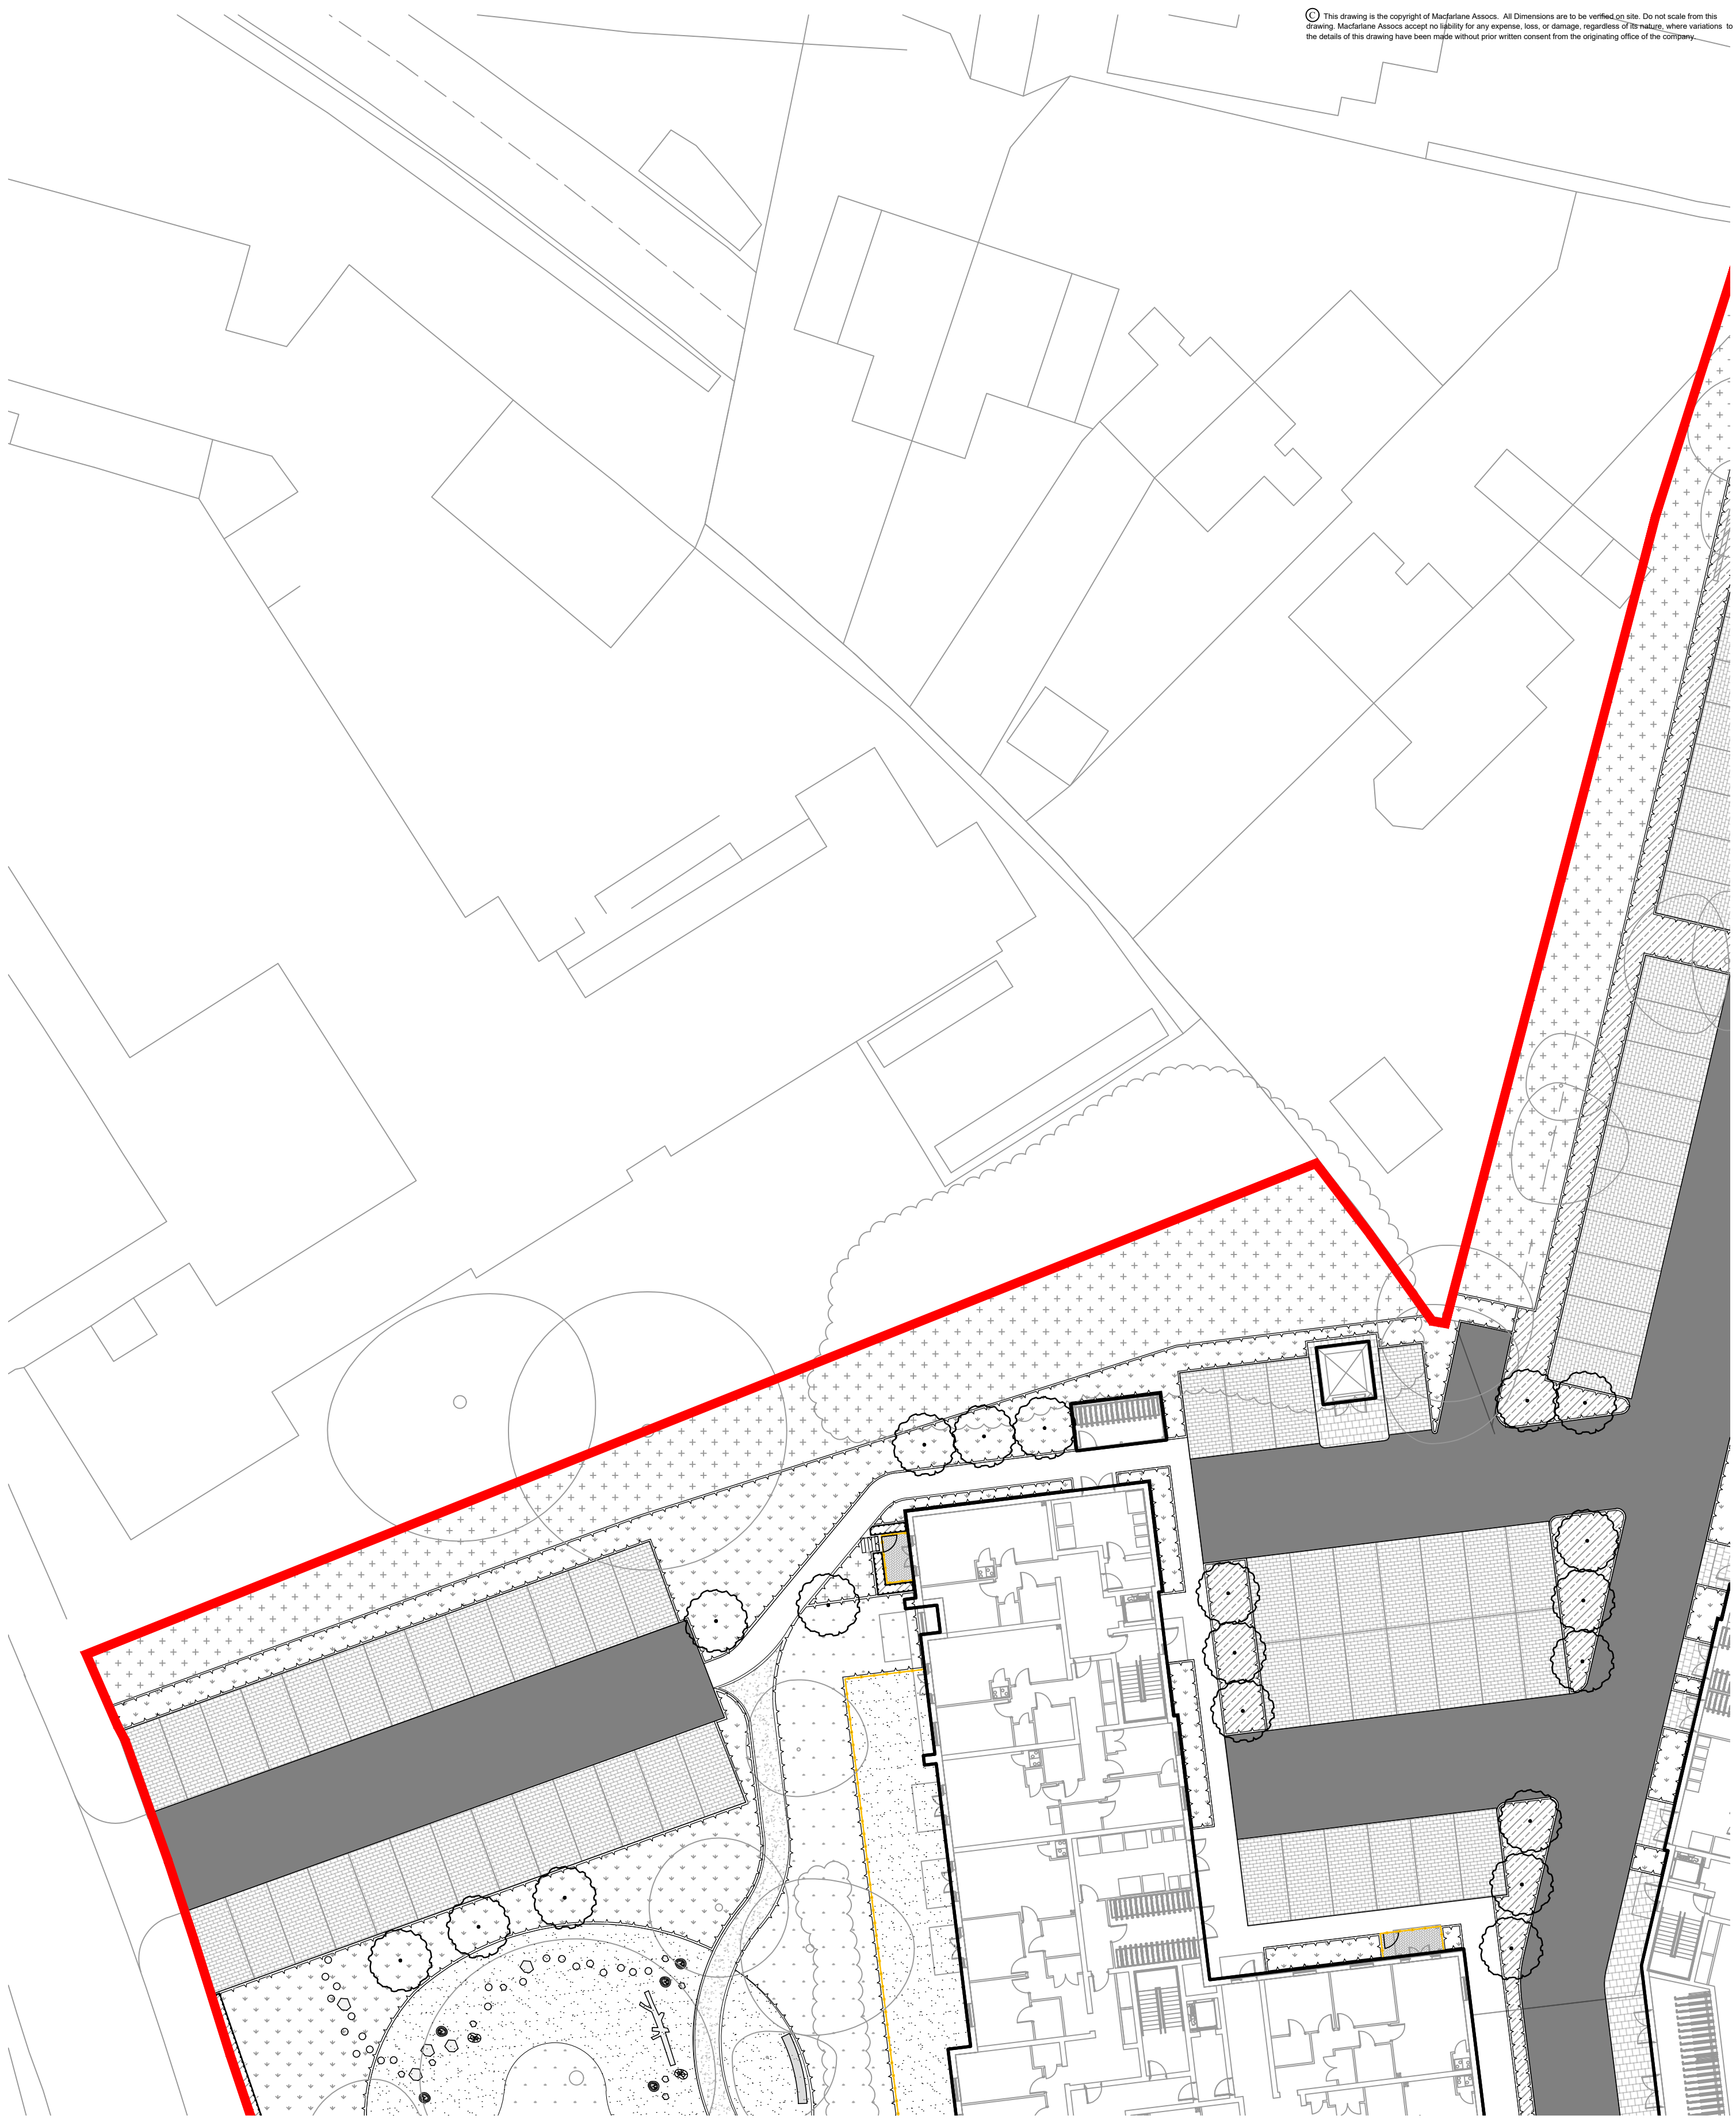 © This drawing is the copyright of Macfarlane Assocs. All Dimensions are to be verified on site. Do not scale from this
drawing. Macfarlane Assocs accept no liability for any expense, loss, or damage, regardless of its nature, where variations to
the details of this drawing have been made without prior written consent from the originating office of the company.